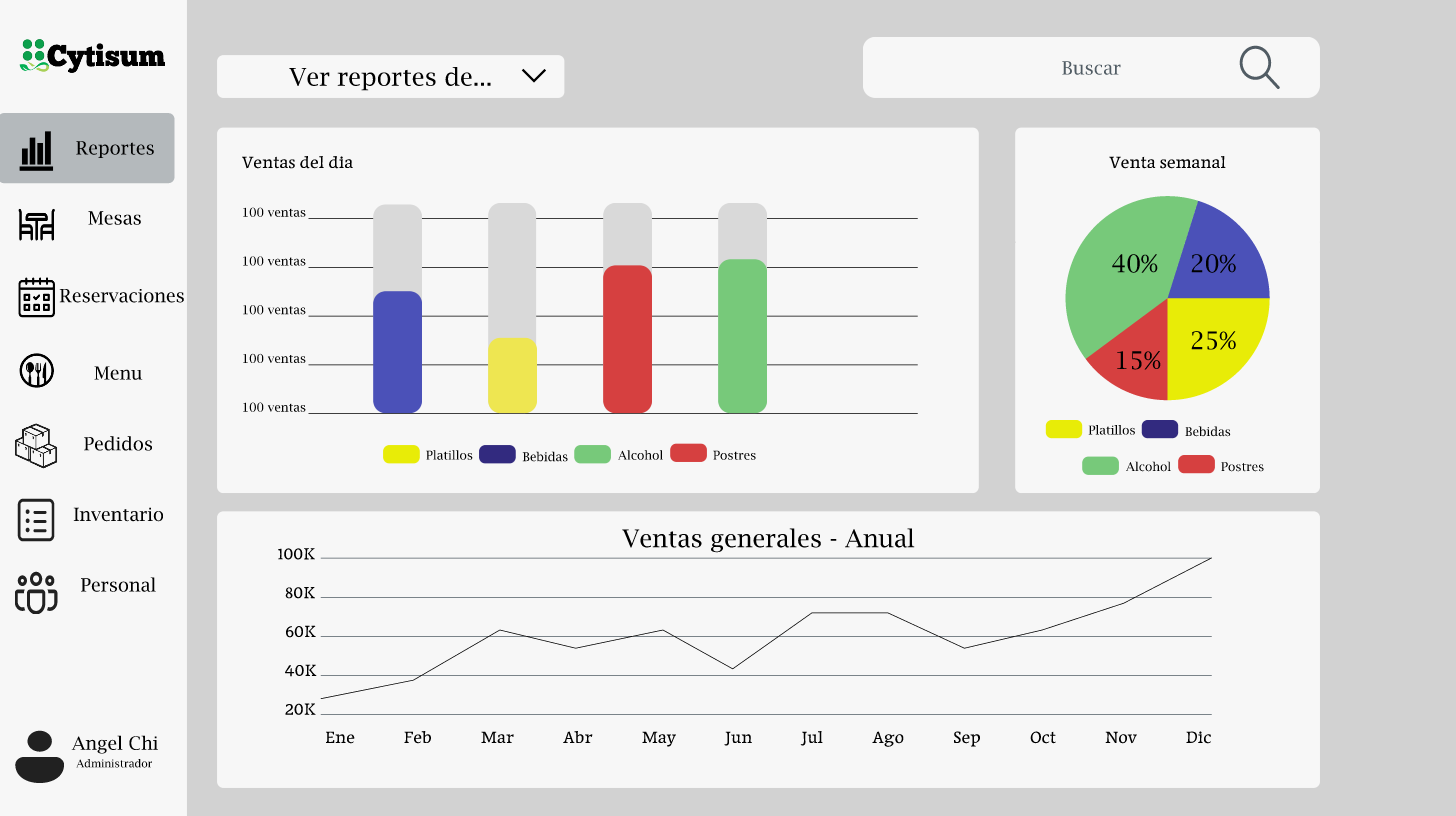 Cytisum
Reportes
Mesas
Reservaciones
Menu
Pedidos
Inventario
Personal
Angel Chi
Administrador
Ver reportes de...
Buscar
Ventas del dia
100 ventas
100 ventas
100 ventas
100 ventas
100 ventas
Platillos Bebidas Alcohol Postres
Venta semanal
40% 20%
15% 25%
Platillos Bebidas
Alcohol Postres
Ventas generales - Anual
100K
80K
60K
40K
20K
Ene Feb Mar Abr May Jun Jul Ago Sep Oct Nov Dic